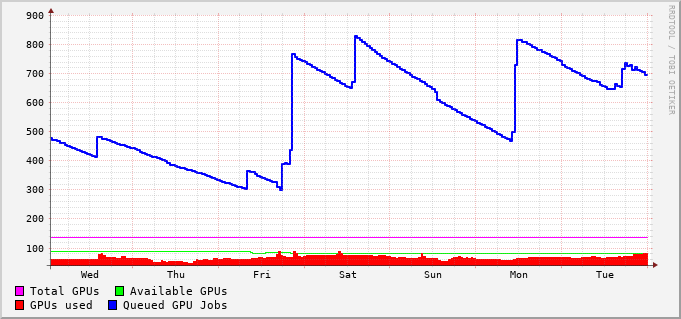 900
800
700
600
500
400
300
200
100
Wed Thu Fri Sat Sun Mon Tue
Total GPUs Available GPUs
GPUs used Queued GPU Jobs
RRDTOOL / TOBI OETIKER